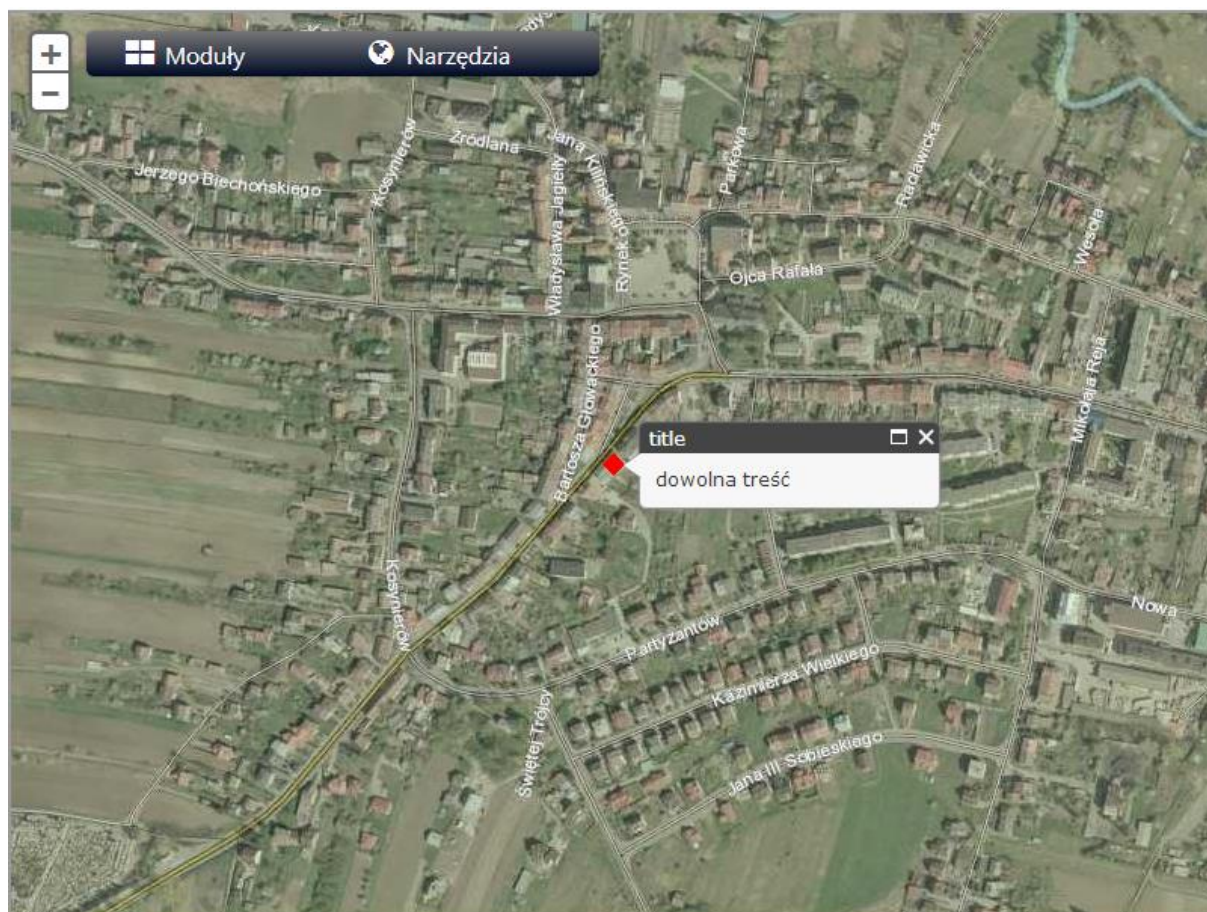 +
−
Moduły
Narzędzia
Źródlana
Jana Kilińskiego
Parkowa
Racławicka
Jerzego Biechońskiego
Kosynierów
Władysława Jagiełły
Rynek
Ojca Rafała
Wesoła
Bartosza Głowackiego
Mikołaja Reja
title
dowolna treść
Kosynierów
Nowa
Partyzantów
Kazimierza Wielkiego
Świętej Trójcy
Jana III Sobieskiego